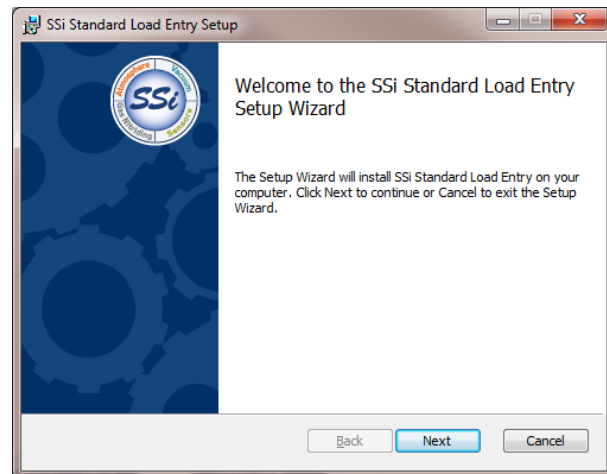 SSi Standard Load Entry Setup
Atmosphere
Vacuum
SSi
Gas Nitriding
Sensors
Welcome to the SSi Standard Load Entry
Setup Wizard
The Setup Wizard will install SSi Standard Load Entry on your
computer. Click Next to continue or Cancel to exit the Setup
Wizard.
Back
Next
Cancel